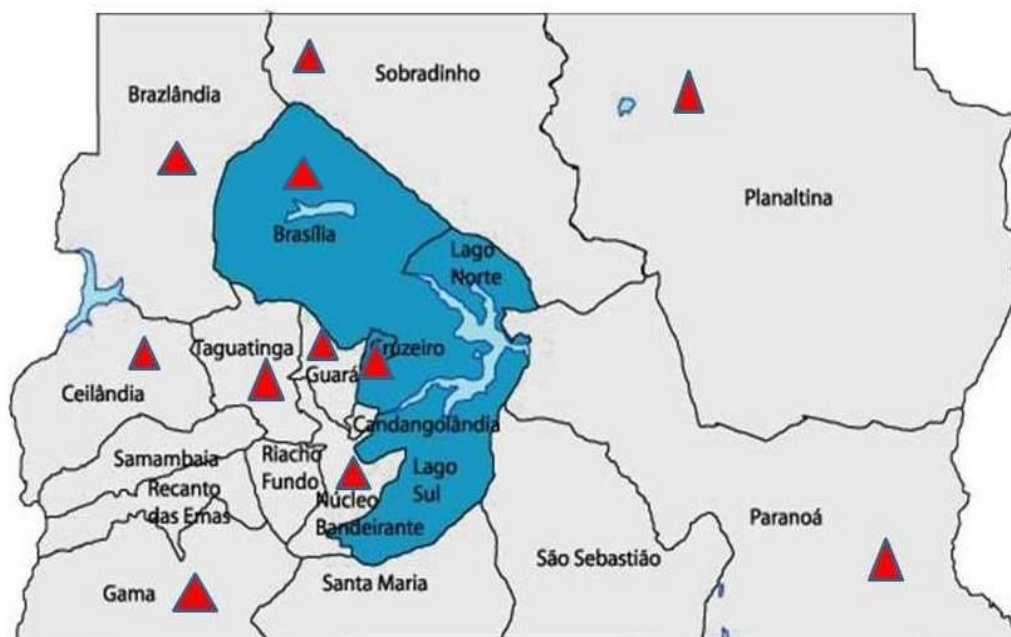 Sobradinho
Brazlândia
Planaltina
Brasília
Lago
Norte
Taguatinga
Cruzeiro
Guará
Ceilândia
Candangolândia
Samambaia
Riacho
Fundo
Lago
Sul
Recanto
das Emas
Núcleo
Bandeirante
Paranoá
São Sebastião
Santa Maria
Gama